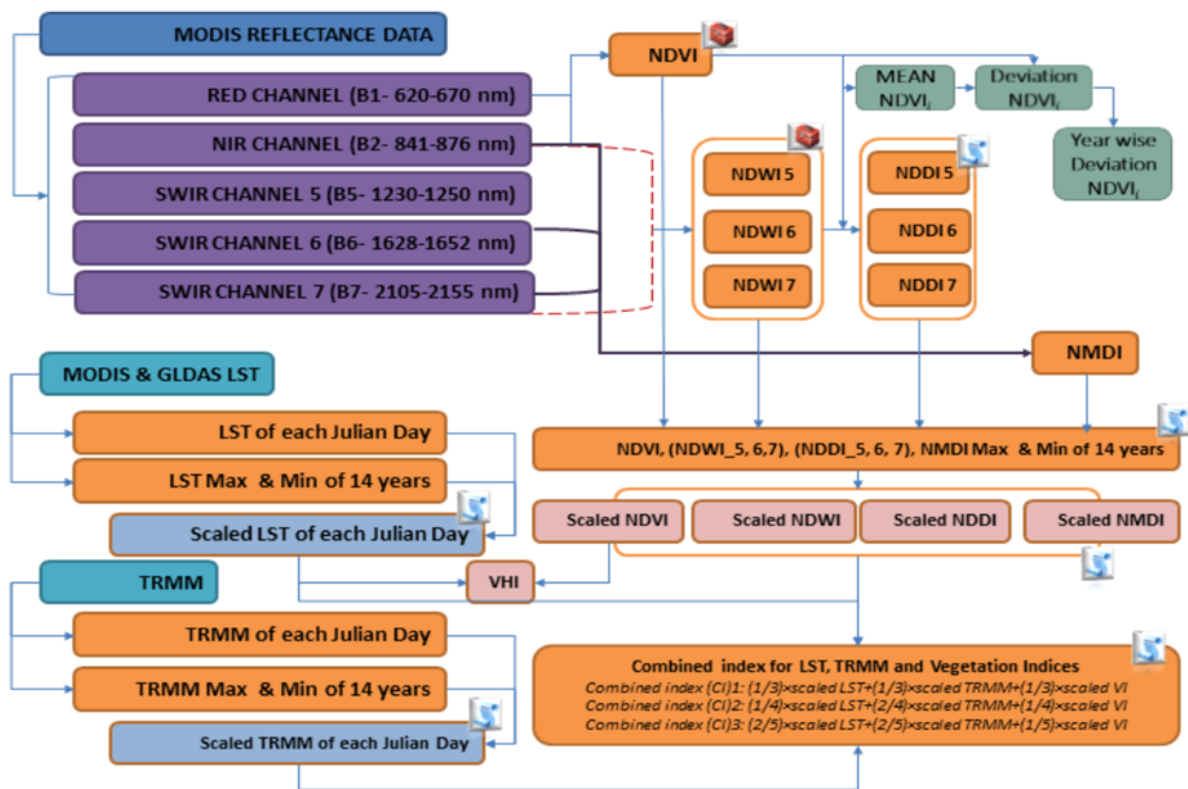 MODIS REFLECTANCE DATA
RED CHANNEL (B1- 620-670 nm)
NIR CHANNEL (B2- 841-876 nm)
SWIR CHANNEL 5 (B5- 1230-1250 nm)
SWIR CHANNEL 6 (B6- 1628-1652 nm)
SWIR CHANNEL 7 (B7- 2105-2155 nm)
NDVI
MEAN
NDVIi
Deviation
NDVIi
Year wise
Deviation
NDVIi
NDWI 5
NDWI 6
NDWI 7
NDDI 5
NDDI 6
NDDI 7
NMDI
MODIS & GLDAS LST
LST of each Julian Day
LST Max & Min of 14 years
Scaled LST of each Julian Day
NDVI, (NDWI_5, 6,7), (NDDI_5, 6, 7), NMDI Max & Min of 14 years
Scaled NDVI
Scaled NDWI
Scaled NDDI
Scaled NMDI
VHI
TRMM
TRMM of each Julian Day
TRMM Max & Min of 14 years
Scaled TRMM of each Julian Day
Combined index for LST, TRMM and Vegetation Indices
Combined index (CI)1: (1/3)×scaled LST+(1/3)×scaled TRMM+(1/3)×scaled VI
Combined index (CI)2: (1/4)×scaled LST+(2/4)×scaled TRMM+(1/4)×scaled VI
Combined index (CI)3: (2/5)×scaled LST+(2/5)×scaled TRMM+(1/5)×scaled VI